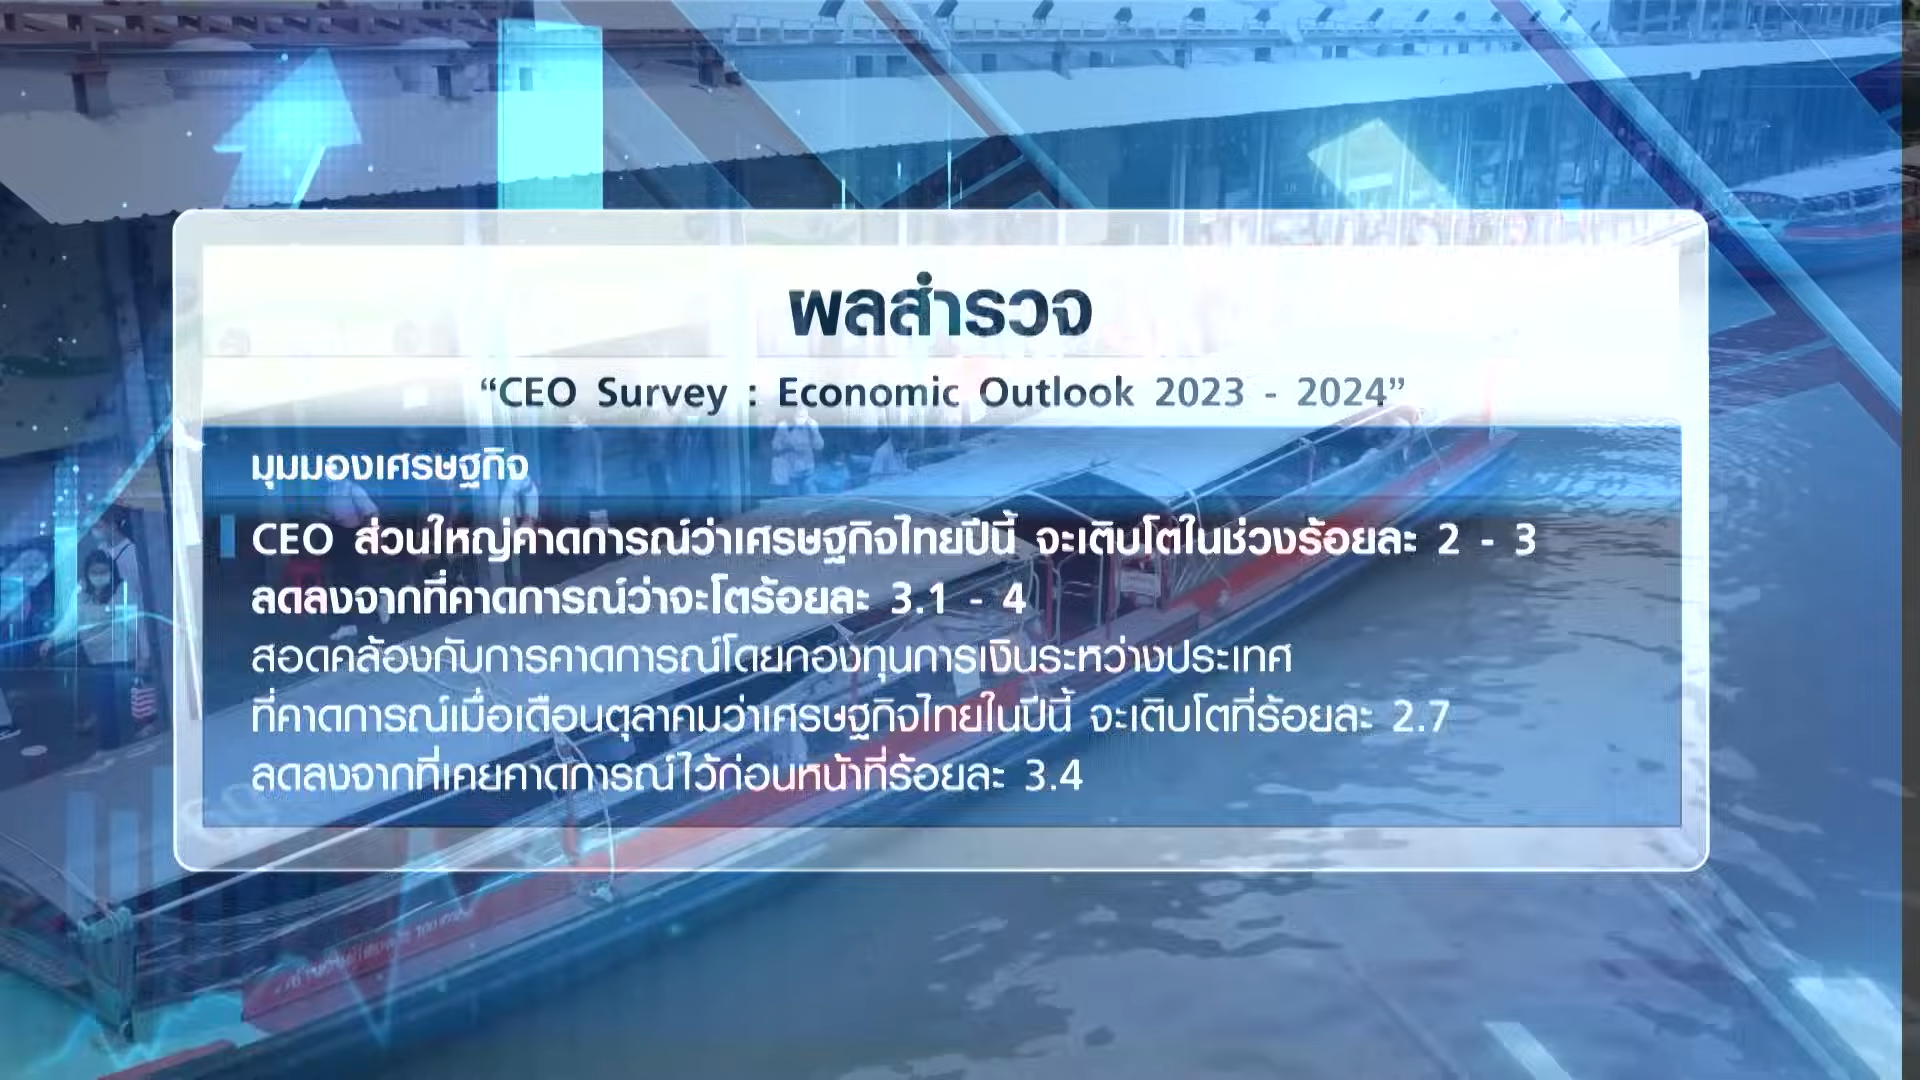 ผลสำรวจ
“CEO Survey : Economic Outlook 2023 - 2024”
มุมมองเศรษฐกิจ
CEO ส่วนใหญ่คาดการณ์ว่าเศรษฐกิจไทยปีนี้ จะเติบโตในช่วงร้อยละ 2 - 3
ลดลงจากที่คาดการณ์ว่าจะโตร้อยละ 3.1 - 4
สอดคล้องกับการคาดการณ์โดยกองทุนการเงินระหว่างประเทศ
ที่คาดการณ์เมื่อเดือนตุลาคมว่าเศรษฐกิจไทยในปีนี้ จะเติบโตที่ร้อยละ 2.7
ลดลงจากที่เคยคาดการณ์ไว้ก่อนหน้าที่ร้อยละ 3.4